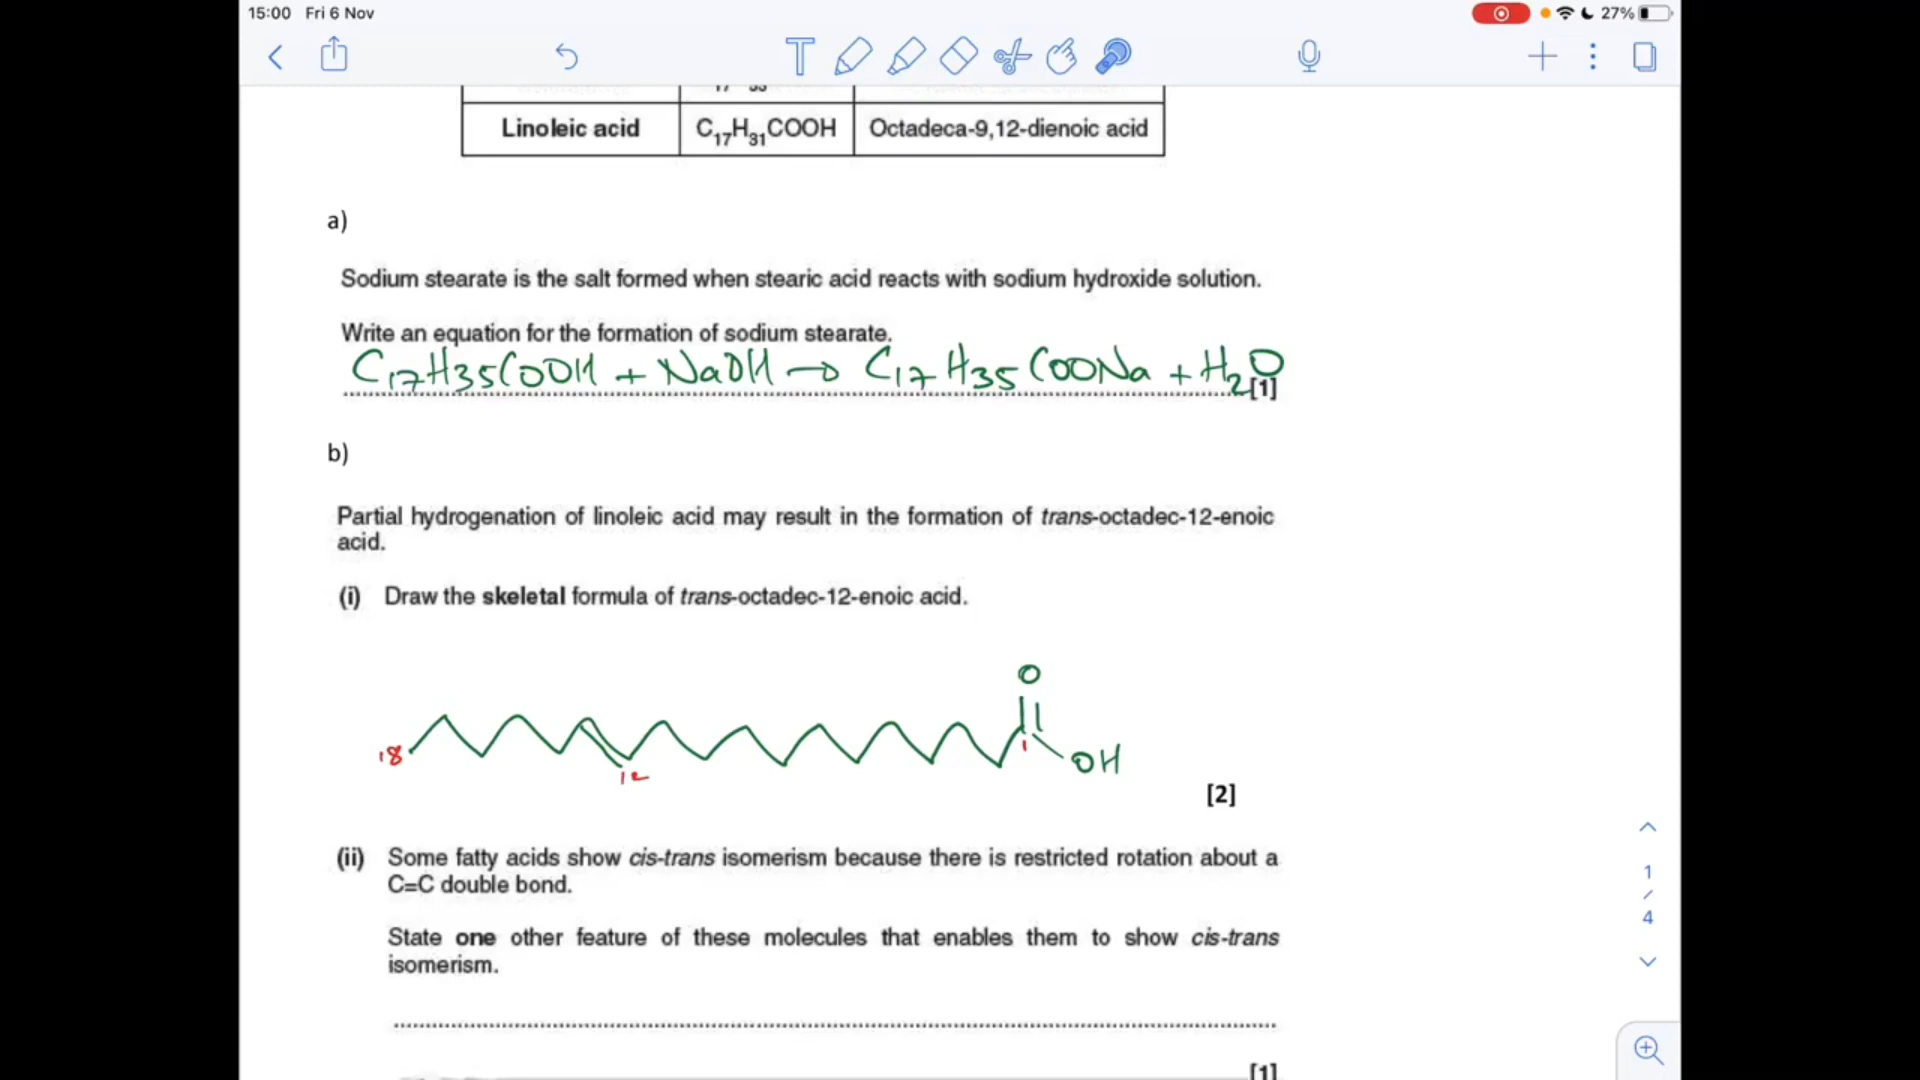 15:00 Fri 6 Nov
27%
Linoleic acid C₁₇H₃₁COOH Octadeca-9,12-dienoic acid
a)
Sodium stearate is the salt formed when stearic acid reacts with sodium hydroxide solution.
Write an equation for the formation of sodium stearate.
C₁₇H₃₅COOH + NaOH → C₁₇H₃₅COONa + H₂O
[1]
b)
Partial hydrogenation of linoleic acid may result in the formation of trans-octadec-12-enoic
acid.
(i) Draw the skeletal formula of trans-octadec-12-enoic acid.
O
18 12 1 OH
[2]
(ii) Some fatty acids show cis-trans isomerism because there is restricted rotation about a
C=C double bond.
State one other feature of these molecules that enables them to show cis-trans
isomerism.
[1]
1
/
4